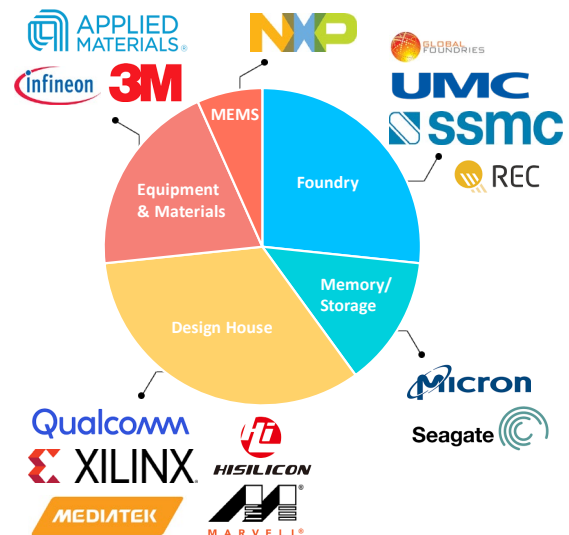 APPLIED
MATERIALS®
NXP
GLOBAL
FOUNDRIES
infineon
3M
UMC
SSMC
MEMS
REC
Equipment
& Materials
Foundry
Memory/
Storage
Design House
Micron
Seagate
Qualcomm
Hi
HISILICON
XILINX.
MEDIATEK
MARVELL®